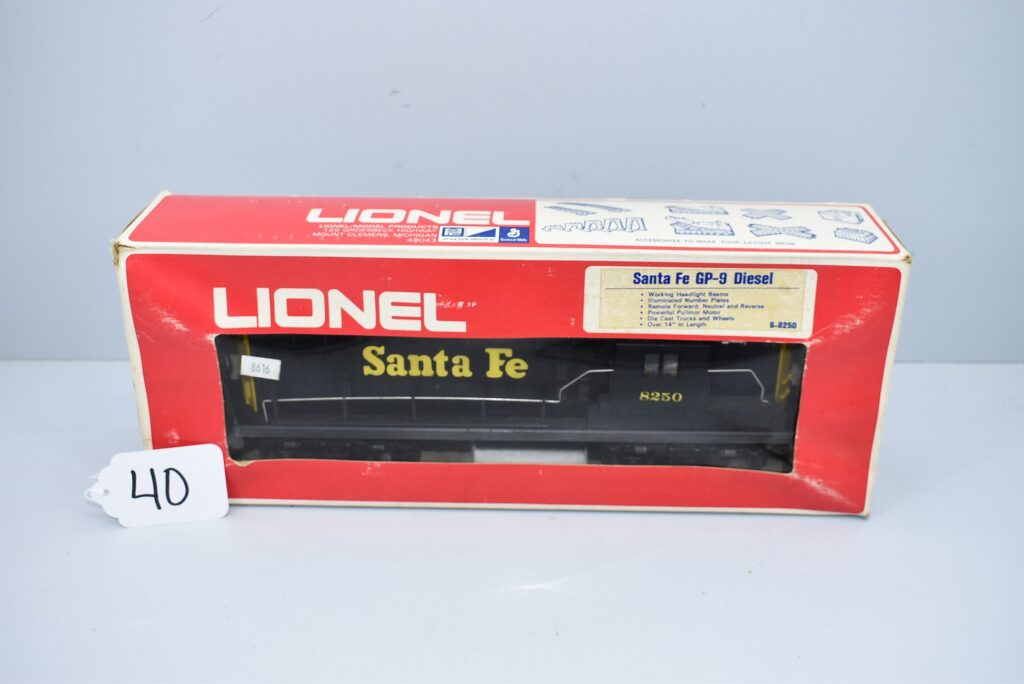 LIONEL
LIONEL/MODEL PRODUCTS
MOUNT CLEMENS, MICHIGAN
48043
General Mills
ACCESSORIES TO MAKE YOUR LAYOUT GROW
LIONEL
Santa Fe GP-9 Diesel
• Working Headlight Beams
• Illuminated Number Plates
• Remote Forward, Neutral and Reverse
• Powerful Pullmor Motor
• Die Cast Trucks and Wheels
• Over 14" in Length
6-8250
8616
Santa Fe
8250
40